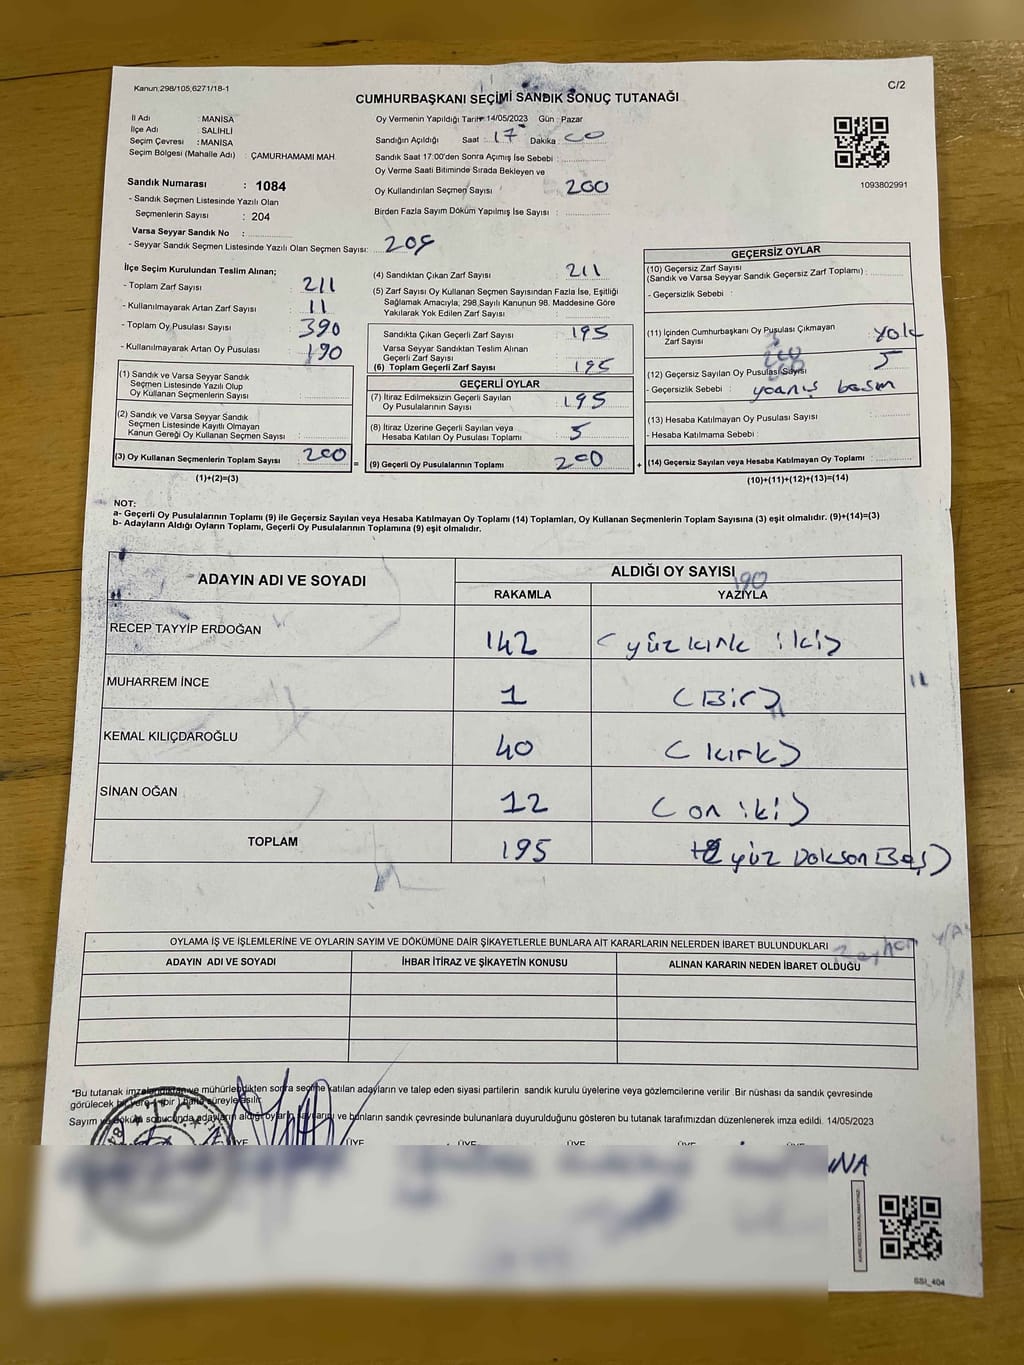 Kanun;298/105,6271/18-1
C/2
CUMHURBAŞKANI SEÇİMİ SANDIK SONUÇ TUTANAĞI
İl Adı : MANİSA
İlçe Adı : SALİHLİ
Seçim Çevresi : MANİSA
Seçim Bölgesi (Mahalle Adı) : ÇAMURHAMAMI MAH.
Sandık Numarası : 1084
- Sandık Seçmen Listesinde Yazılı Olan
Seçmenlerin Sayısı : 204
Varsa Seyyar Sandık No :
- Seyyar Sandık Seçmen Listesinde Yazılı Olan Seçmen Sayısı:
Oy Vermenin Yapıldığı Tarih 14/05/2023 Gün : Pazar
Sandığın Açıldığı Saat : 17 Dakika : 00
Sandık Saat 17:00'den Sonra Açımış İse Sebebi :
Oy Verme Saati Bitiminde Sırada Bekleyen ve
Oy Kullandırılan Seçmen Sayısı 200
Birden Fazla Sayım Döküm Yapılmış İse Sayısı :
1093802991
İlçe Seçim Kurulundan Teslim Alınan;
- Toplam Zarf Sayısı : 211
- Kullanılmayarak Artan Zarf Sayısı : 11
- Toplam Oy Pusulası Sayısı : 390
- Kullanılmayarak Artan Oy Pusulası : 190
(1) Sandık ve Varsa Seyyar Sandık
Seçmen Listesinde Yazılı Olup
Oy Kullanan Seçmenlerin Sayısı :
(2) Sandık ve Varsa Seyyar Sandık
Seçmen Listesinde Kayıtlı Olmayan
Kanun Gereği Oy Kullanan Seçmen Sayısı :
(3) Oy Kullanan Seçmenlerin Toplam Sayısı : 200
(1)+(2)=(3)
(4) Sandıktan Çıkan Zarf Sayısı : 211
(5) Zarf Sayısı Oy Kullanan Seçmen Sayısından Fazla İse, Eşitliği
Sağlamak Amacıyla; 298 Sayılı Kanunun 98. Maddesine Göre
Yakılarak Yok Edilen Zarf Sayısı :
Sandıkta Çıkan Geçerli Zarf Sayısı : 195
Varsa Seyyar Sandıktan Teslim Alınan
Geçerli Zarf Sayısı :
(6) Toplam Geçerli Zarf Sayısı : 195
GEÇERLİ OYLAR
(7) İtiraz Edilmeksizin Geçerli Sayılan
Oy Pusulalarının Sayısı : 195
(8) İtiraz Üzerine Geçerli Sayılan veya
Hesaba Katılan Oy Pusulası Toplamı : 5
= (9) Geçerli Oy Pusulalarının Toplamı : 200 +
GEÇERSİZ OYLAR
(10) Geçersiz Zarf Sayısı
(Sandık ve Varsa Seyyar Sandık Geçersiz Zarf Toplamı) :
- Geçersizlik Sebebi :
(11) İçinden Cumhurbaşkanı Oy Pusulası Çıkmayan
Zarf Sayısı yok
(12) Geçersiz Sayılan Oy Pusulası Sayısı 5
- Geçersizlik Sebebi :
(13) Hesaba Katılmayan Oy Pusulası Sayısı :
- Hesaba Katılmama Sebebi :
(14) Geçersiz Sayılan veya Hesaba Katılmayan Oy Toplamı :
(10)+(11)+(12)+(13)=(14)
NOT:
a- Geçerli Oy Pusulalarının Toplamı (9) ile Geçersiz Sayılan veya Hesaba Katılmayan Oy Toplamı (14) Toplamları, Oy Kullanan Seçmenlerin Toplam Sayısına (3) eşit olmalıdır. (9)+(14)=(3)
b- Adayların Aldığı Oyların Toplamı, Geçerli Oy Pusulalarının Toplamına (9) eşit olmalıdır.
ADAYIN ADI VE SOYADI
ALDIĞI OY SAYISI
RAKAMLA YAZIYLA
RECEP TAYYİP ERDOĞAN 142 (yüz kırk iki)
MUHARREM İNCE 1 (Bir)
KEMAL KILIÇDAROĞLU 40 (kırk)
SİNAN OĞAN 12 (on iki)
TOPLAM 195 yüz Dokson Beş)
OYLAMA İŞ VE İŞLEMLERİNE VE OYLARIN SAYIM VE DÖKÜMÜNE DAİR ŞİKAYETLERLE BUNLARA AİT KARARLARIN NELERDEN İBARET BULUNDUKLARI
ADAYIN ADI VE SOYADI İHBAR İTİRAZ VE ŞİKAYETİN KONUSU ALINAN KARARIN NEDEN İBARET OLDUĞU
*Bu tutanak imzalandıktan ve mühürlendikten sonra seçime katılan adayların ve talep eden siyasi partilerin sandık kurulu üyelerine veya gözlemcilerine verilir .Bir nüshası da sandık çevresinde
görülecek bir yere ( bir ) hafta süreyle asılır.
Sayım ve döküm sonucunda adayların aldığı oyların sayılarını ve bunların sandık çevresinde bulunanlara duyurulduğunu gösteren bu tutanak tarafımızdan düzenlenerek imza edildi. 14/05/2023
SSI_404